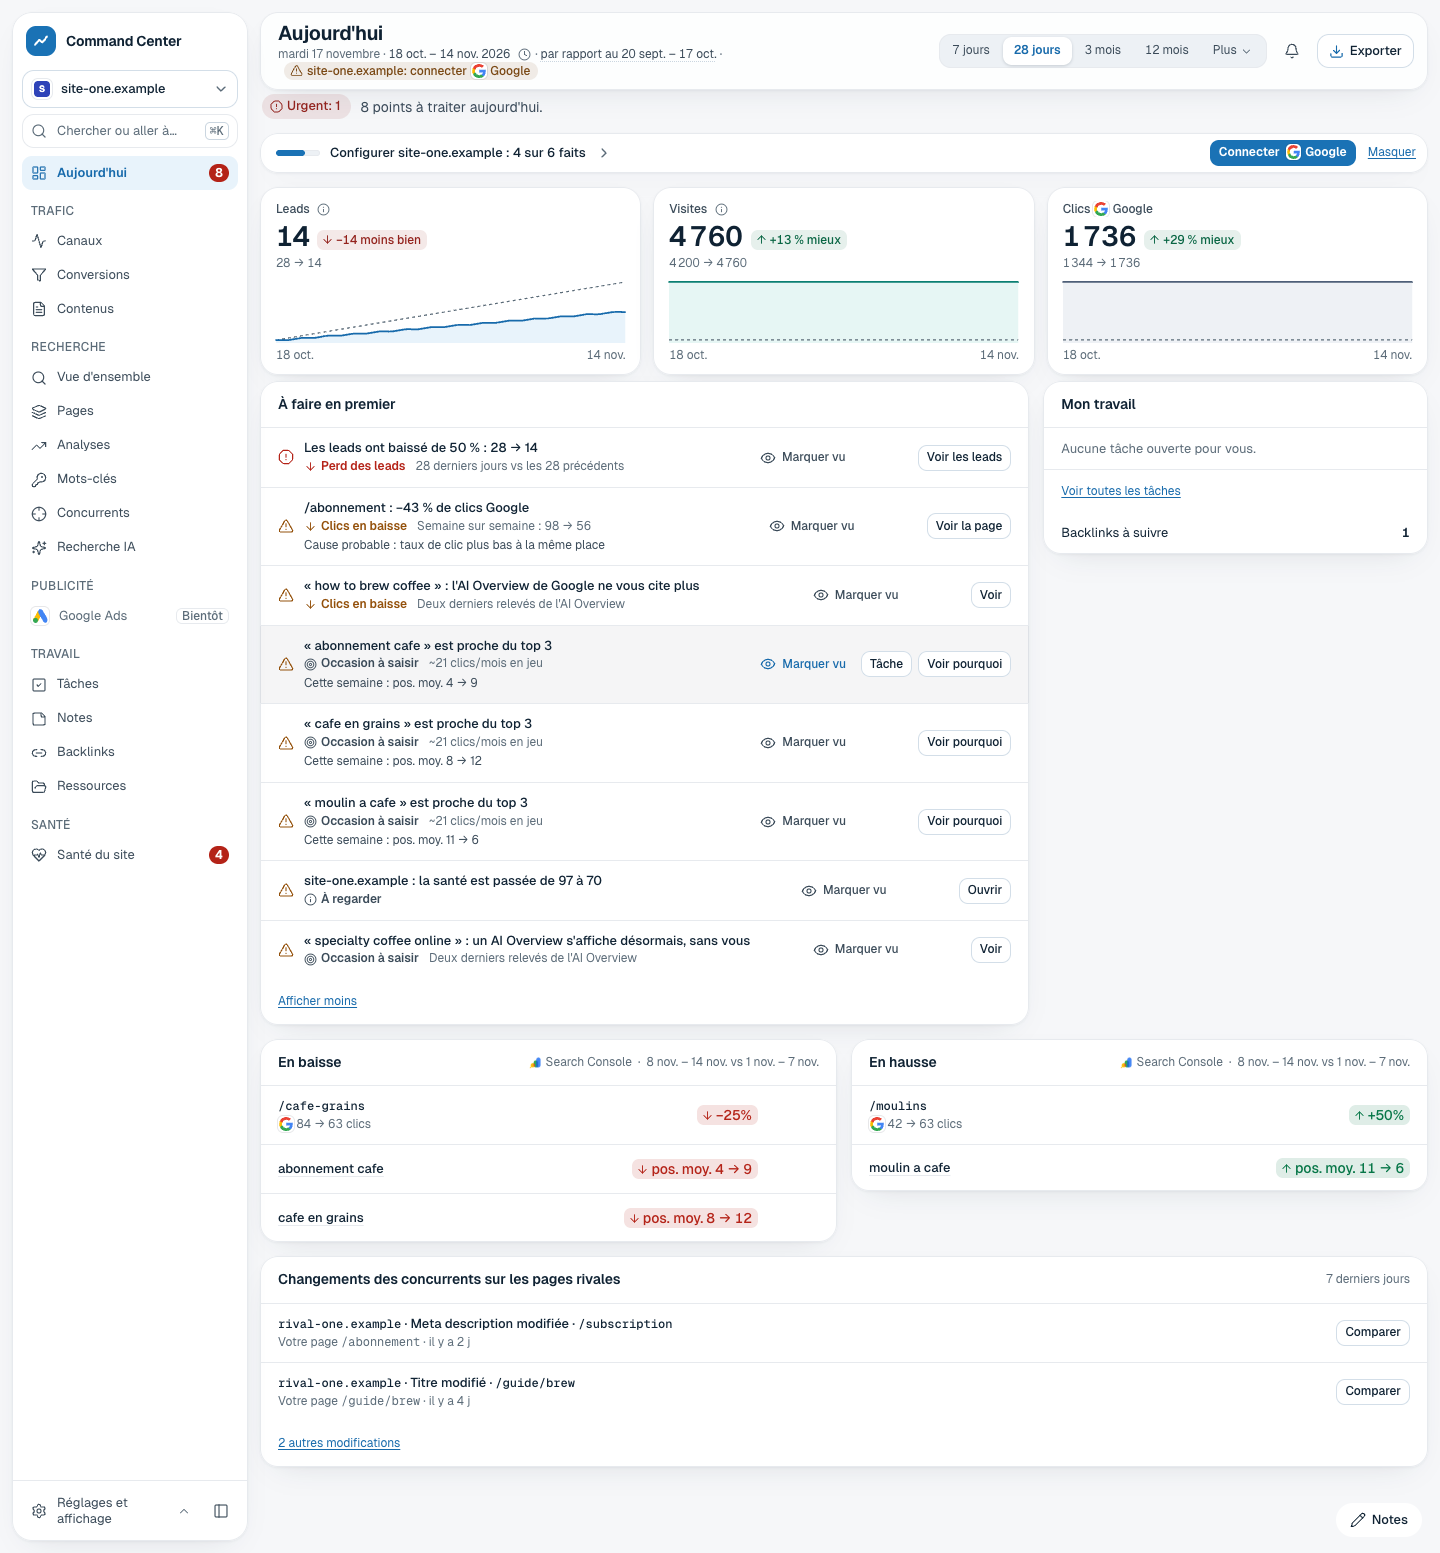 Command Center
S site-one.example
Chercher ou aller à... ⌘K
Aujourd'hui 8
TRAFIC
Canaux
Conversions
Contenus
RECHERCHE
Vue d'ensemble
Pages
Analyses
Mots-clés
Concurrents
Recherche IA
PUBLICITÉ
Google Ads Bientôt
TRAVAIL
Tâches
Notes
Backlinks
Ressources
SANTÉ
Santé du site 4
Réglages et
affichage
Aujourd'hui
mardi 17 novembre · 18 oct. – 14 nov. 2026 · par rapport au 20 sept. – 17 oct. ·
site-one.example: connecter Google
7 jours 28 jours 3 mois 12 mois Plus Exporter
Urgent: 1 8 points à traiter aujourd'hui.
Configurer site-one.example : 4 sur 6 faits Connecter Google Masquer
Leads
14 −14 moins bien
28 → 14
18 oct. 14 nov.
Visites
4 760 +13 % mieux
4 200 → 4 760
18 oct. 14 nov.
Clics Google
1 736 +29 % mieux
1 344 → 1 736
18 oct. 14 nov.
À faire en premier
Les leads ont baissé de 50 % : 28 → 14
Perd des leads 28 derniers jours vs les 28 précédents
Marquer vu Voir les leads
/abonnement : −43 % de clics Google
Clics en baisse Semaine sur semaine : 98 → 56
Cause probable : taux de clic plus bas à la même place
Marquer vu Voir la page
« how to brew coffee » : l'AI Overview de Google ne vous cite plus
Clics en baisse Deux derniers relevés de l'AI Overview
Marquer vu Voir
« abonnement cafe » est proche du top 3
Occasion à saisir ~21 clics/mois en jeu
Cette semaine : pos. moy. 4 → 9
Marquer vu Tâche Voir pourquoi
« cafe en grains » est proche du top 3
Occasion à saisir ~21 clics/mois en jeu
Cette semaine : pos. moy. 8 → 12
Marquer vu Voir pourquoi
« moulin a cafe » est proche du top 3
Occasion à saisir ~21 clics/mois en jeu
Cette semaine : pos. moy. 11 → 6
Marquer vu Voir pourquoi
site-one.example : la santé est passée de 97 à 70
À regarder
Marquer vu Ouvrir
« specialty coffee online » : un AI Overview s'affiche désormais, sans vous
Occasion à saisir Deux derniers relevés de l'AI Overview
Marquer vu Voir
Afficher moins
Mon travail
Aucune tâche ouverte pour vous.
Voir toutes les tâches
Backlinks à suivre 1
En baisse Search Console · 8 nov. – 14 nov. vs 1 nov. – 7 nov.
/cafe-grains
84 → 63 clics
−25%
abonnement cafe pos. moy. 4 → 9
cafe en grains pos. moy. 8 → 12
En hausse Search Console · 8 nov. – 14 nov. vs 1 nov. – 7 nov.
/moulins
42 → 63 clics
+50%
moulin a cafe pos. moy. 11 → 6
Changements des concurrents sur les pages rivales 7 derniers jours
rival-one.example · Meta description modifiée · /subscription
Votre page /abonnement · il y a 2 j
Comparer
rival-one.example · Titre modifié · /guide/brew
Votre page /guide/brew · il y a 4 j
Comparer
2 autres modifications
Notes